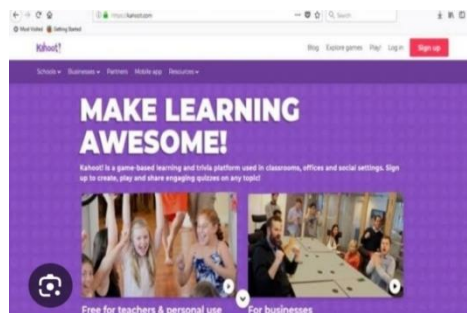 https://kahoot.com
Search
Most Visited Getting Started
Kahoot!
Blog Explore games Play! Log in Sign up
Schools Businesses Partners Mobile app Resources
MAKE LEARNING
AWESOME!
Kahoot! is a game-based learning and trivia platform used in classrooms, offices and social settings. Sign
up to create, play and share engaging quizzes on any topic!
Free for teachers & personal use
For businesses